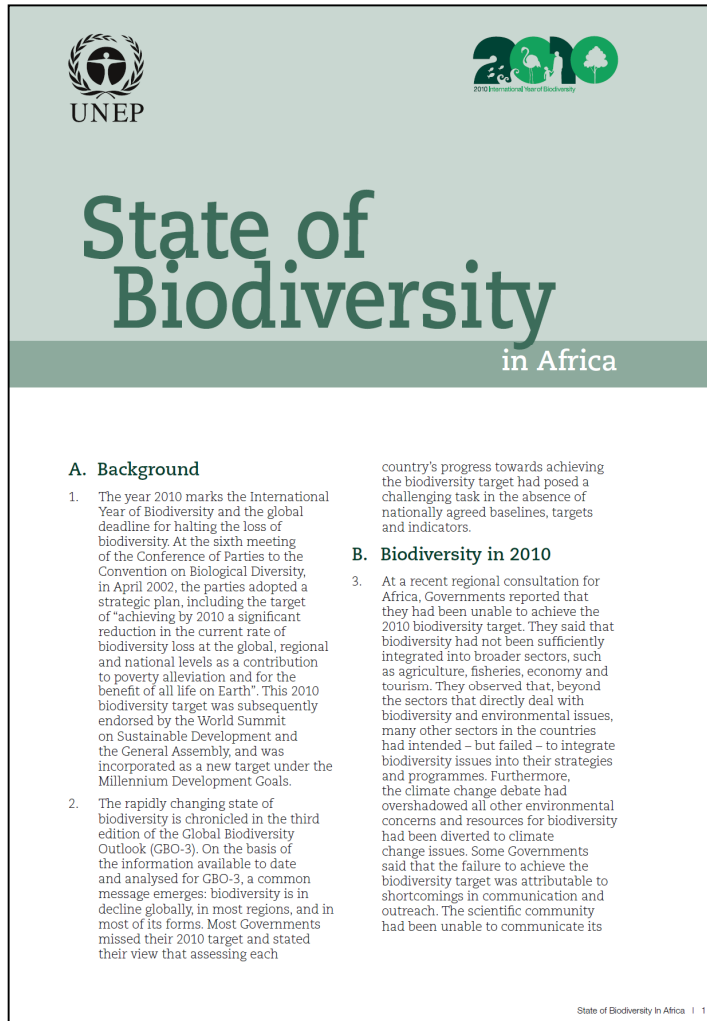 UNEP
2010
2010 International Year of Biodiversity
State of
Biodiversity
in Africa
A. Background
1. The year 2010 marks the International
Year of Biodiversity and the global
deadline for halting the loss of
biodiversity. At the sixth meeting
of the Conference of Parties to the
Convention on Biological Diversity,
in April 2002, the parties adopted a
strategic plan, including the target
of “achieving by 2010 a significant
reduction in the current rate of
biodiversity loss at the global, regional
and national levels as a contribution
to poverty alleviation and for the
benefit of all life on Earth”. This 2010
biodiversity target was subsequently
endorsed by the World Summit
on Sustainable Development and
the General Assembly, and was
incorporated as a new target under the
Millennium Development Goals.
2. The rapidly changing state of
biodiversity is chronicled in the third
edition of the Global Biodiversity
Outlook (GBO-3). On the basis of
the information available to date
and analysed for GBO-3, a common
message emerges: biodiversity is in
decline globally, in most regions, and in
most of its forms. Most Governments
missed their 2010 target and stated
their view that assessing each
country’s progress towards achieving
the biodiversity target had posed a
challenging task in the absence of
nationally agreed baselines, targets
and indicators.
B. Biodiversity in 2010
3. At a recent regional consultation for
Africa, Governments reported that
they had been unable to achieve the
2010 biodiversity target. They said that
biodiversity had not been sufficiently
integrated into broader sectors, such
as agriculture, fisheries, economy and
tourism. They observed that, beyond
the sectors that directly deal with
biodiversity and environmental issues,
many other sectors in the countries
had intended – but failed – to integrate
biodiversity issues into their strategies
and programmes. Furthermore,
the climate change debate had
overshadowed all other environmental
concerns and resources for biodiversity
had been diverted to climate
change issues. Some Governments
said that the failure to achieve the
biodiversity target was attributable to
shortcomings in communication and
outreach. The scientific community
had been unable to communicate its
State of Biodiversity In Africa I 1